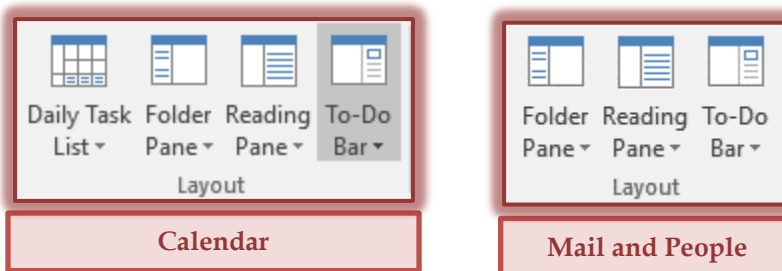 Daily Task Folder Reading To-Do
List Pane Pane Bar
Layout
Calendar
Folder Reading To-Do
Pane Pane Bar
Layout
Mail and People